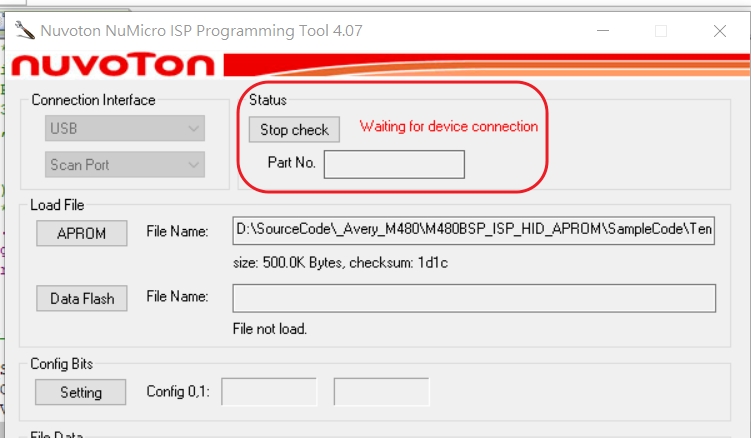 Nuvoton NuMicro ISP Programming Tool 4.07
nuvoTon
Connection Interface
USB
Scan Port
Status
Stop check
Waiting for device connection
Part No.
Load File
APROM
File Name:
D:\SourceCode\_Avery_M480\M480BSP_ISP_HID_APROM\SampleCode\Ten
size: 500.0K Bytes, checksum: 1d1c
Data Flash
File Name:
File not load.
Config Bits
Setting
Config 0,1:
File Data